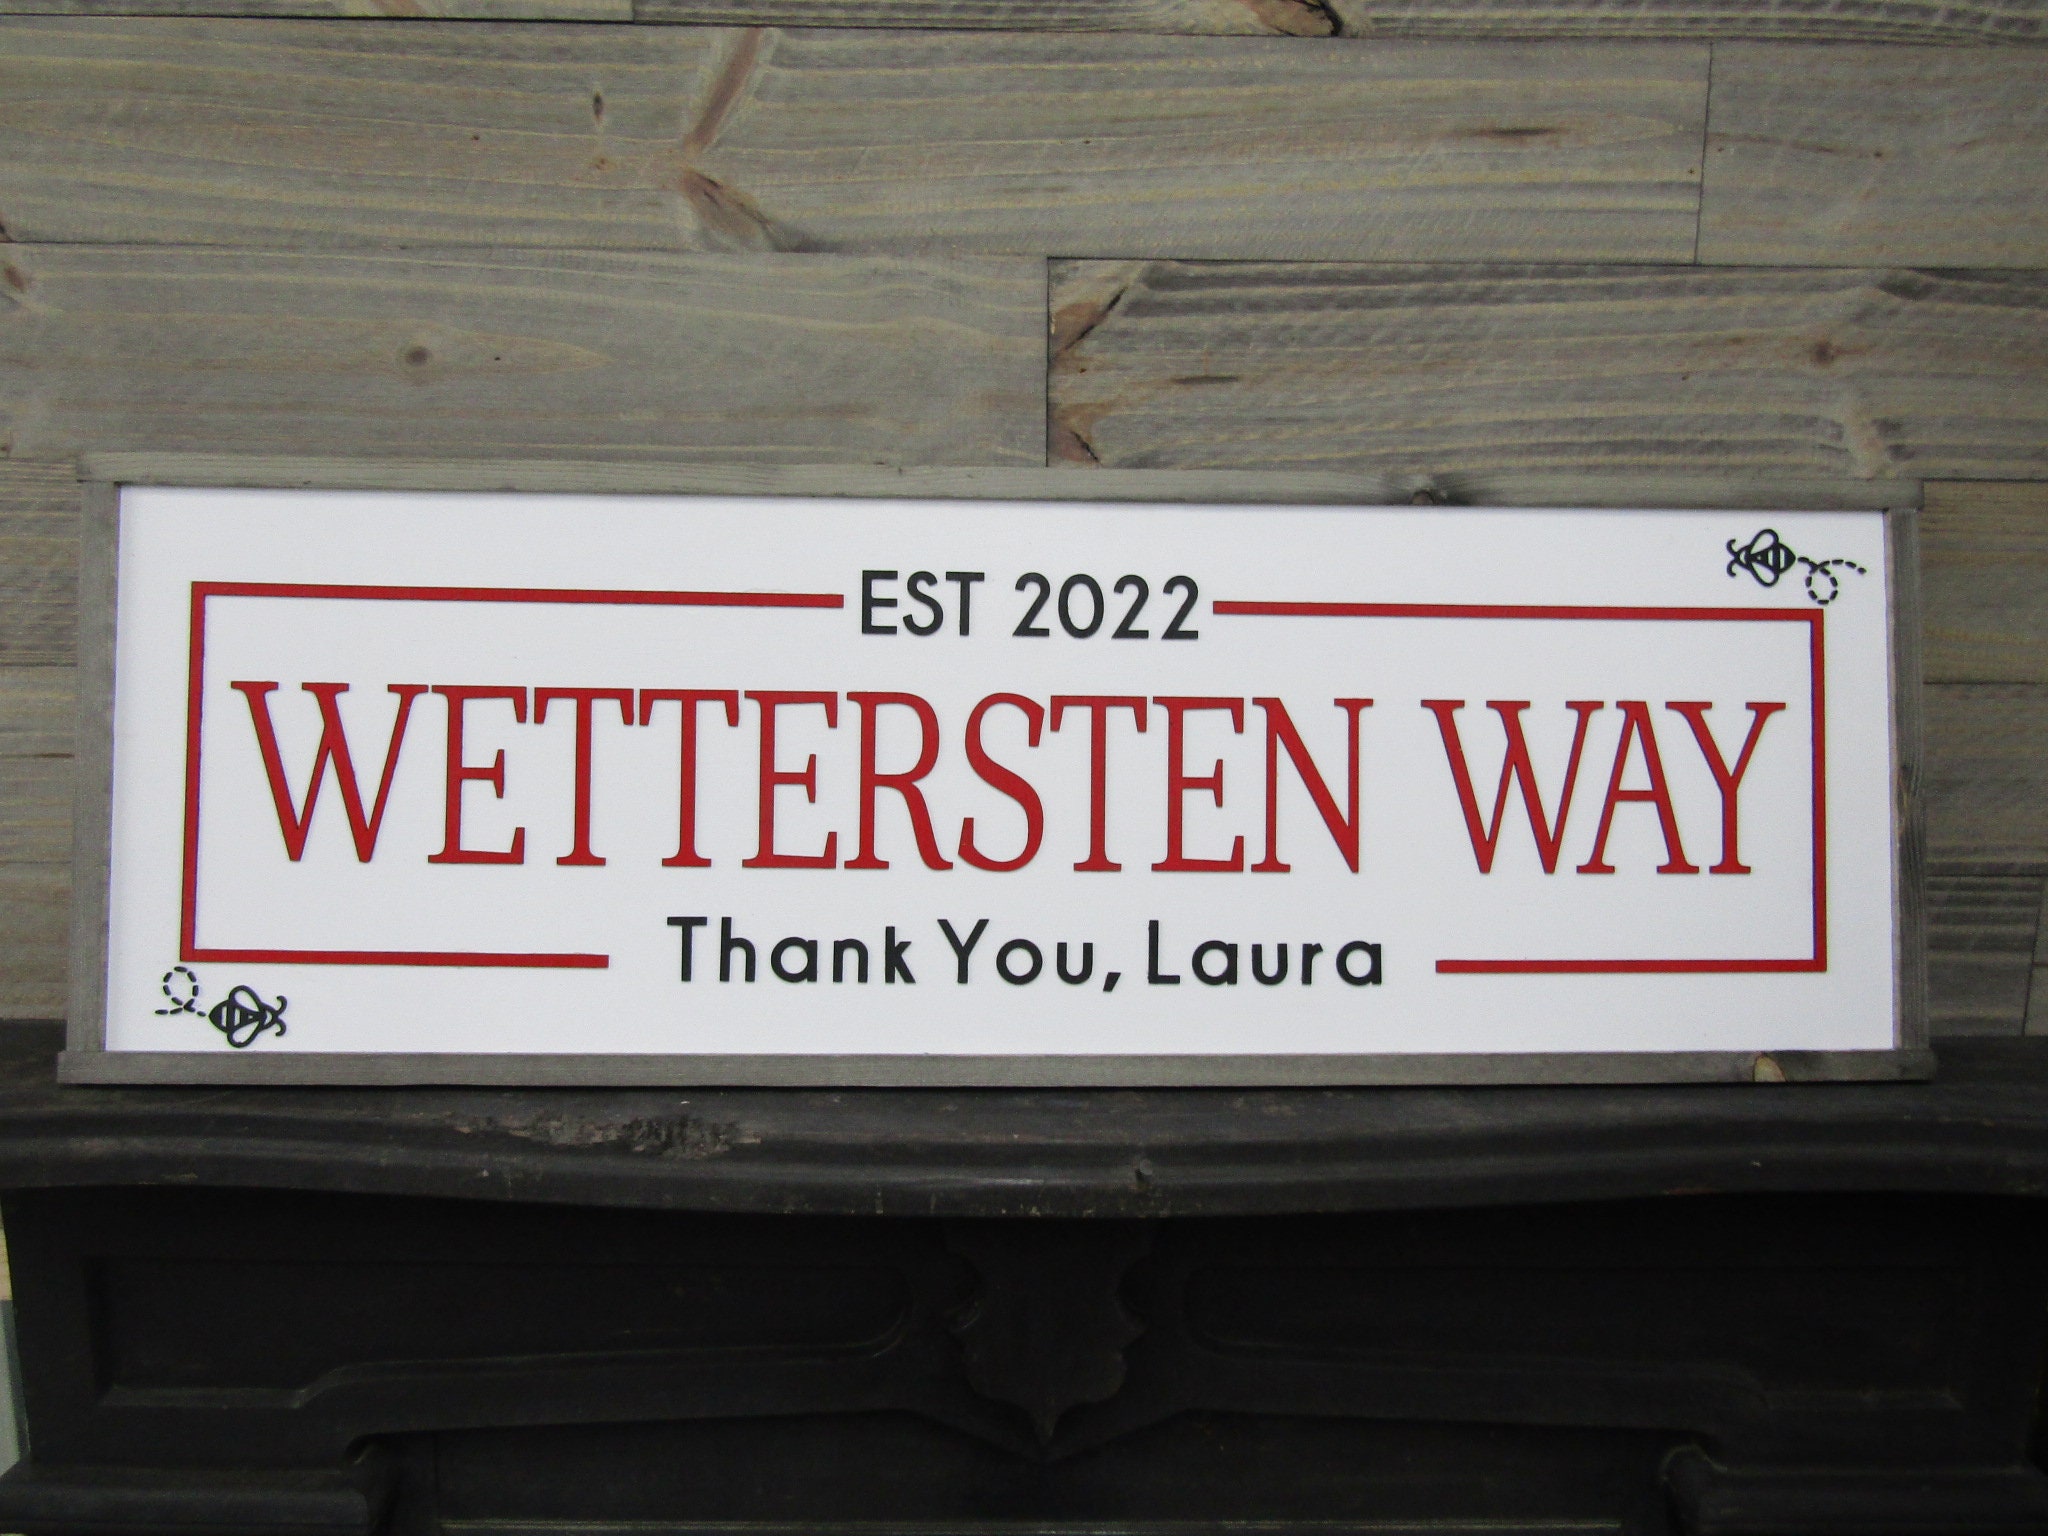 EST 2022
WETTERSTEN WAY
Thank You, Laura